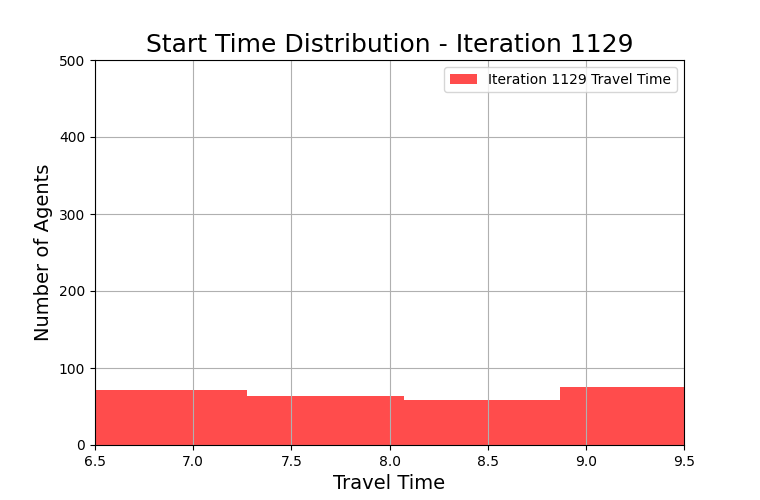 Start Time Distribution - Iteration 1129
Iteration 1129 Travel Time
Number of Agents
500
400
300
200
100
0
6.5 7.0 7.5 8.0 8.5 9.0 9.5
Travel Time